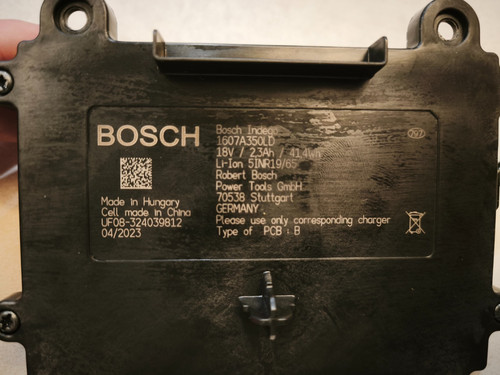 BOSCH
Made in Hungary
Cell made in China
UF08-324039812
04/2023
Bosch Indego
1607A350LD
18V / 2.3Ah / 41.4Wh
Li-Ion 5INR19/65
Robert Bosch
Power Tools GmbH
70538 Stuttgart
GERMANY
Please use only corresponding charger
Type of PCB : B